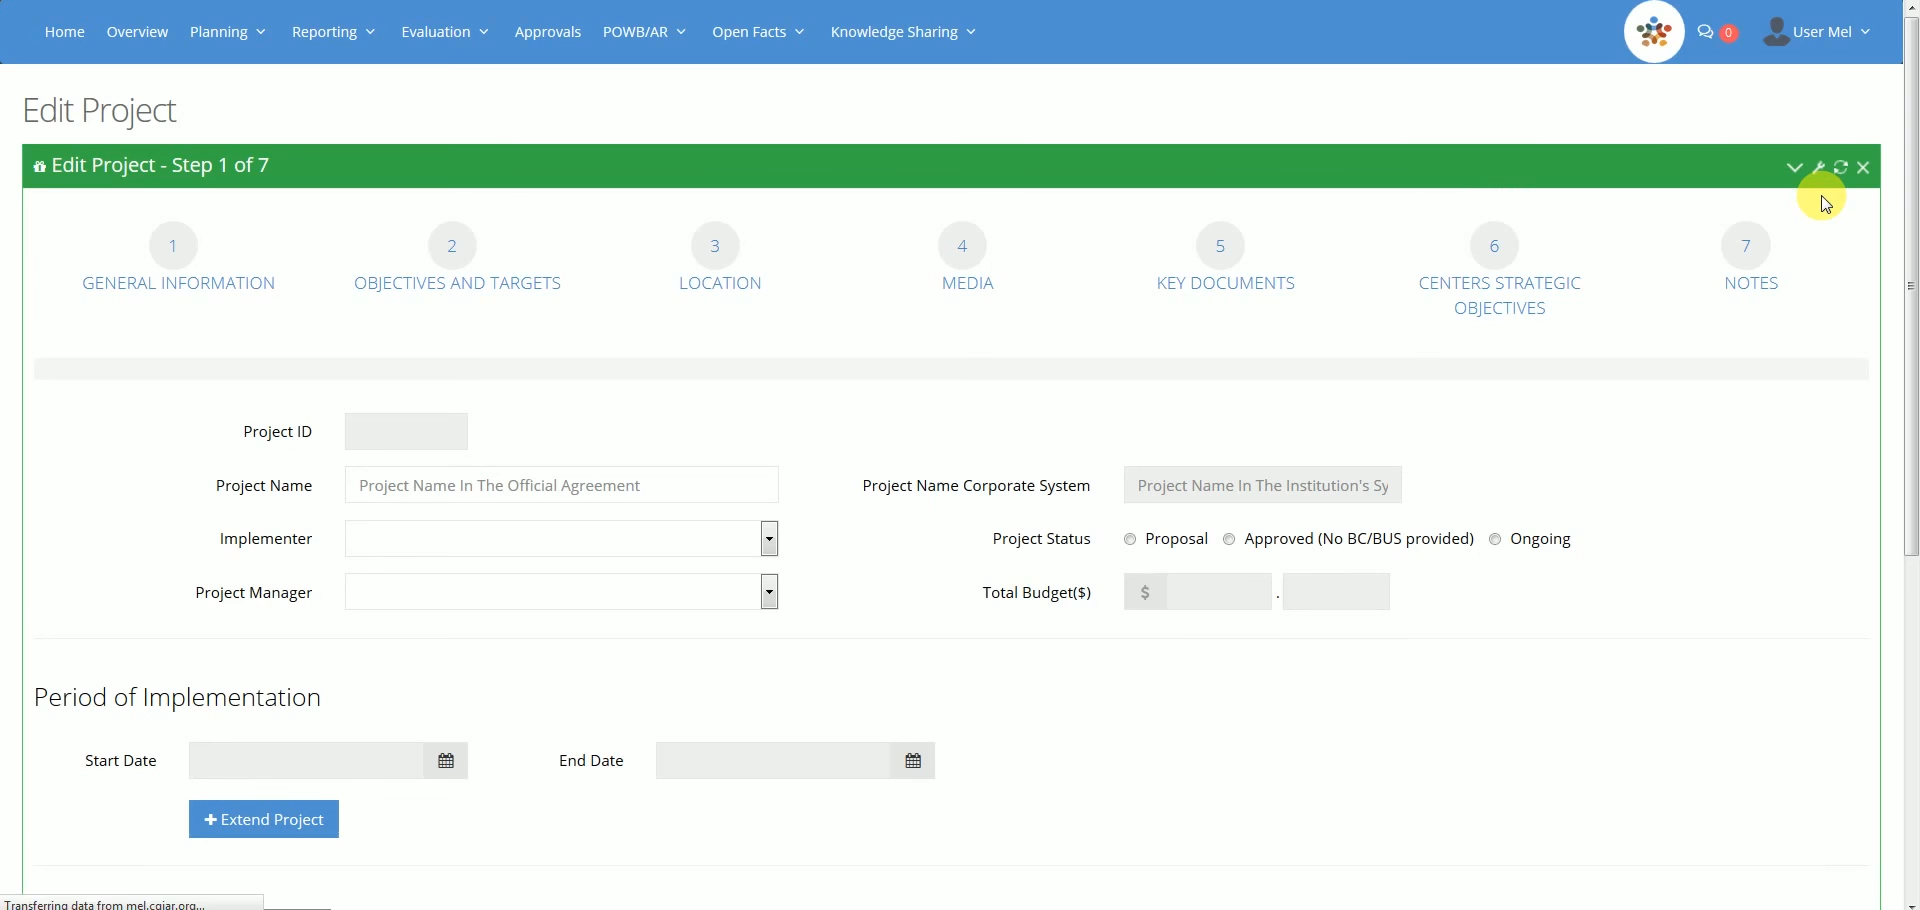 Home Overview Planning Reporting Evaluation Approvals POWB/AR Open Facts Knowledge Sharing 0 User Mel
Edit Project
Edit Project - Step 1 of 7
1 2 3 4 5 6 7
GENERAL INFORMATION OBJECTIVES AND TARGETS LOCATION MEDIA KEY DOCUMENTS CENTERS STRATEGIC OBJECTIVES NOTES
Project ID
Project Name Project Name In The Official Agreement Project Name Corporate System Project Name In The Institution's Sy
Implementer Project Status Proposal Approved (No BC/BUS provided) Ongoing
Project Manager Total Budget($) $ .
Period of Implementation
Start Date End Date
Extend Project
Transferring data from mel.cgiar.org...